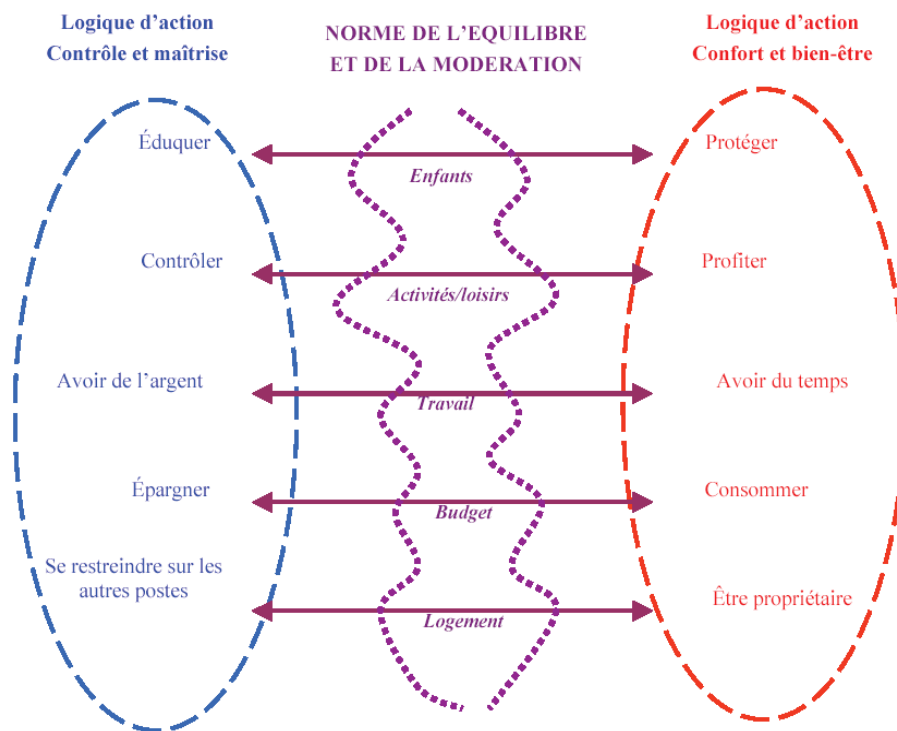 Logique d’action
Contrôle et maîtrise
NORME DE L’EQUILIBRE
ET DE LA MODERATION
Logique d’action
Confort et bien-être
Éduquer
Protéger
Enfants
Contrôler
Profiter
Activités/loisirs
Avoir de l’argent
Avoir du temps
Travail
Épargner
Consommer
Budget
Se restreindre sur les
autres postes
Être propriétaire
Logement